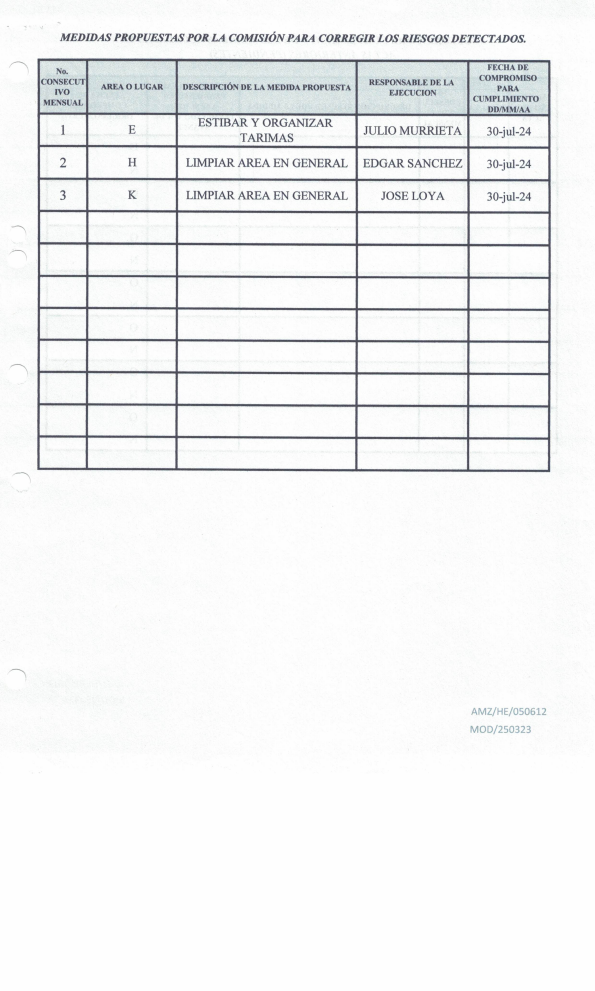 MEDIDAS PROPUESTAS POR LA COMISIÓN PARA CORREGIR LOS RIESGOS DETECTADOS.
No.
CONSECUT
IVO
MENSUAL
AREA O LUGAR
DESCRIPCIÓN DE LA MEDIDA PROPUESTA
RESPONSABLE DE LA
EJECUCION
FECHA DE
COMPROMISO
PARA
CUMPLIMIENTO
DD/MM/AA
1
E
ESTIBAR Y ORGANIZAR
TARIMAS
JULIO MURRIETA
30-jul-24
2
H
LIMPIAR AREA EN GENERAL
EDGAR SANCHEZ
30-jul-24
3
K
LIMPIAR AREA EN GENERAL
JOSE LOYA
30-jul-24
AMZ/HE/050612
MOD/250323